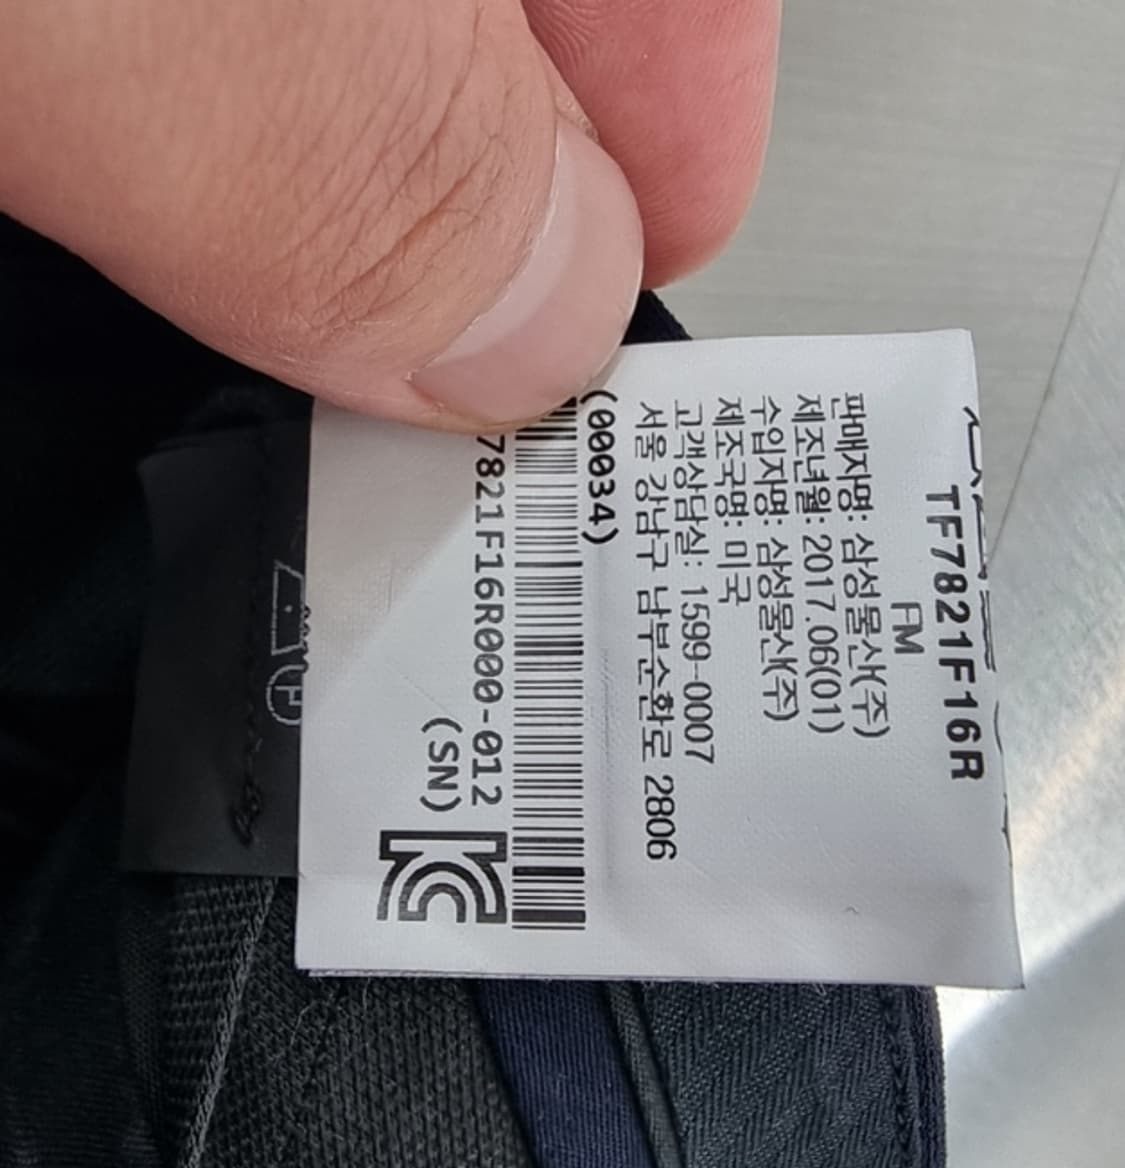 TF7821F16R
FM
판매자명: 삼성물산(주)
제조년월: 2017.06(01)
수입자명: 삼성물산(주)
제조국명: 미국
고객상담실: 1599-0007
서울 강남구 남부순환로 2806
(00034)
7821F16R000-012
(SN)